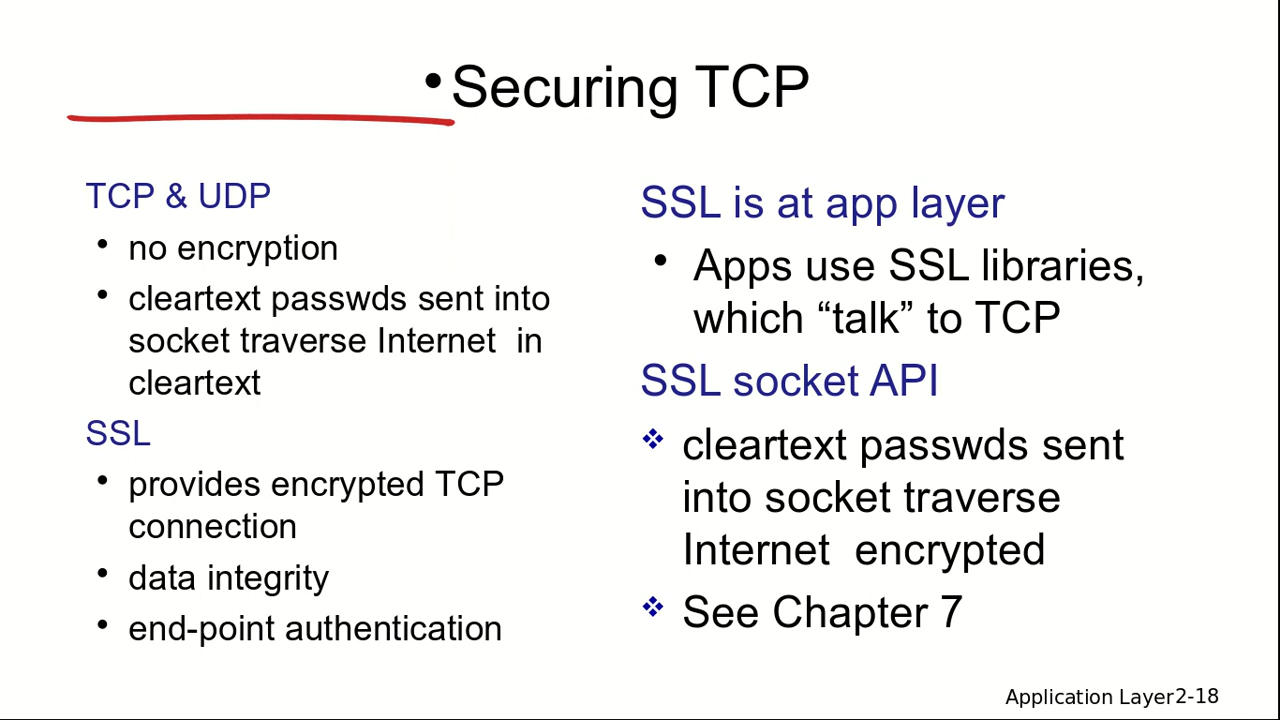 • Securing TCP
TCP & UDP
• no encryption
• cleartext passwds sent into
socket traverse Internet in
cleartext
SSL
• provides encrypted TCP
connection
• data integrity
• end-point authentication
SSL is at app layer
• Apps use SSL libraries,
which “talk” to TCP
SSL socket API
❖ cleartext passwds sent
into socket traverse
Internet encrypted
❖ See Chapter 7
Application Layer2-18